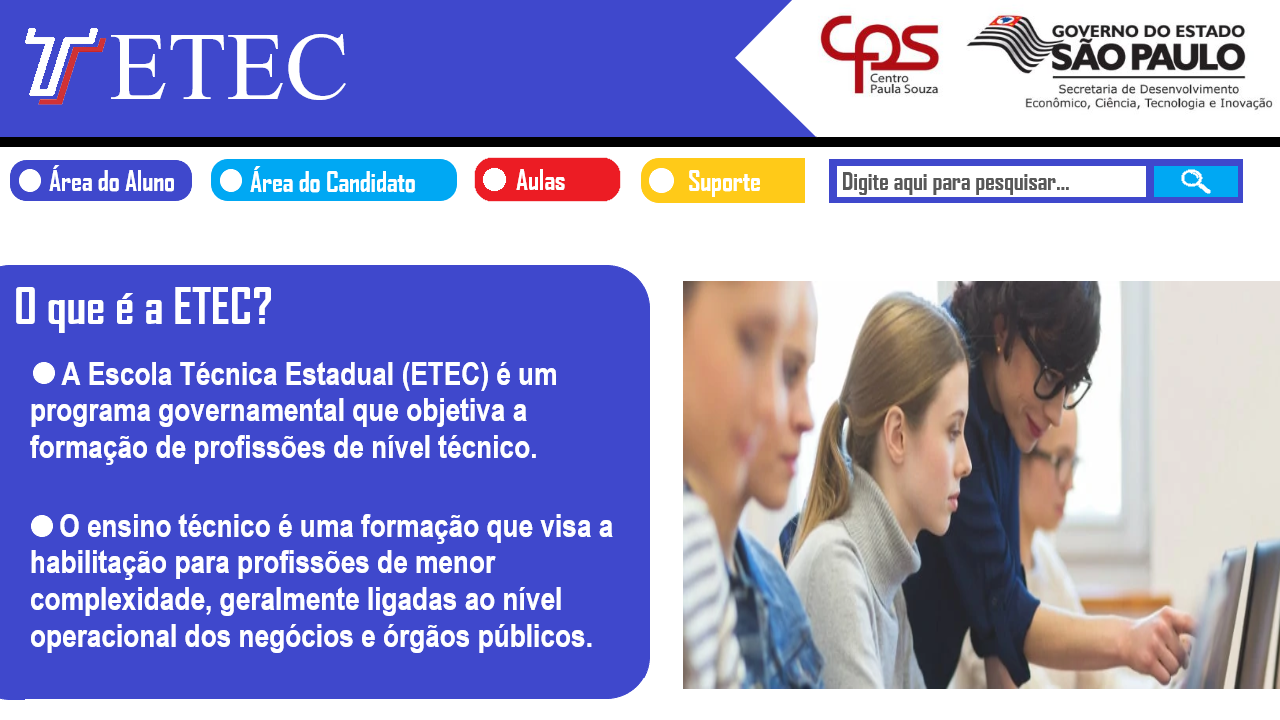 ETEC
CPS
Centro
Paula Souza
GOVERNO DO ESTADO
SÃO PAULO
Secretaria de Desenvolvimento
Econômico, Ciência, Tecnologia e Inovação
Área do Aluno
Área do Candidato
Aulas
Suporte
Digite aqui para pesquisar...
O que é a ETEC?
A Escola Técnica Estadual (ETEC) é um
programa governamental que objetiva a
formação de profissões de nível técnico.
O ensino técnico é uma formação que visa a
habilitação para profissões de menor
complexidade, geralmente ligadas ao nível
operacional dos negócios e órgãos públicos.